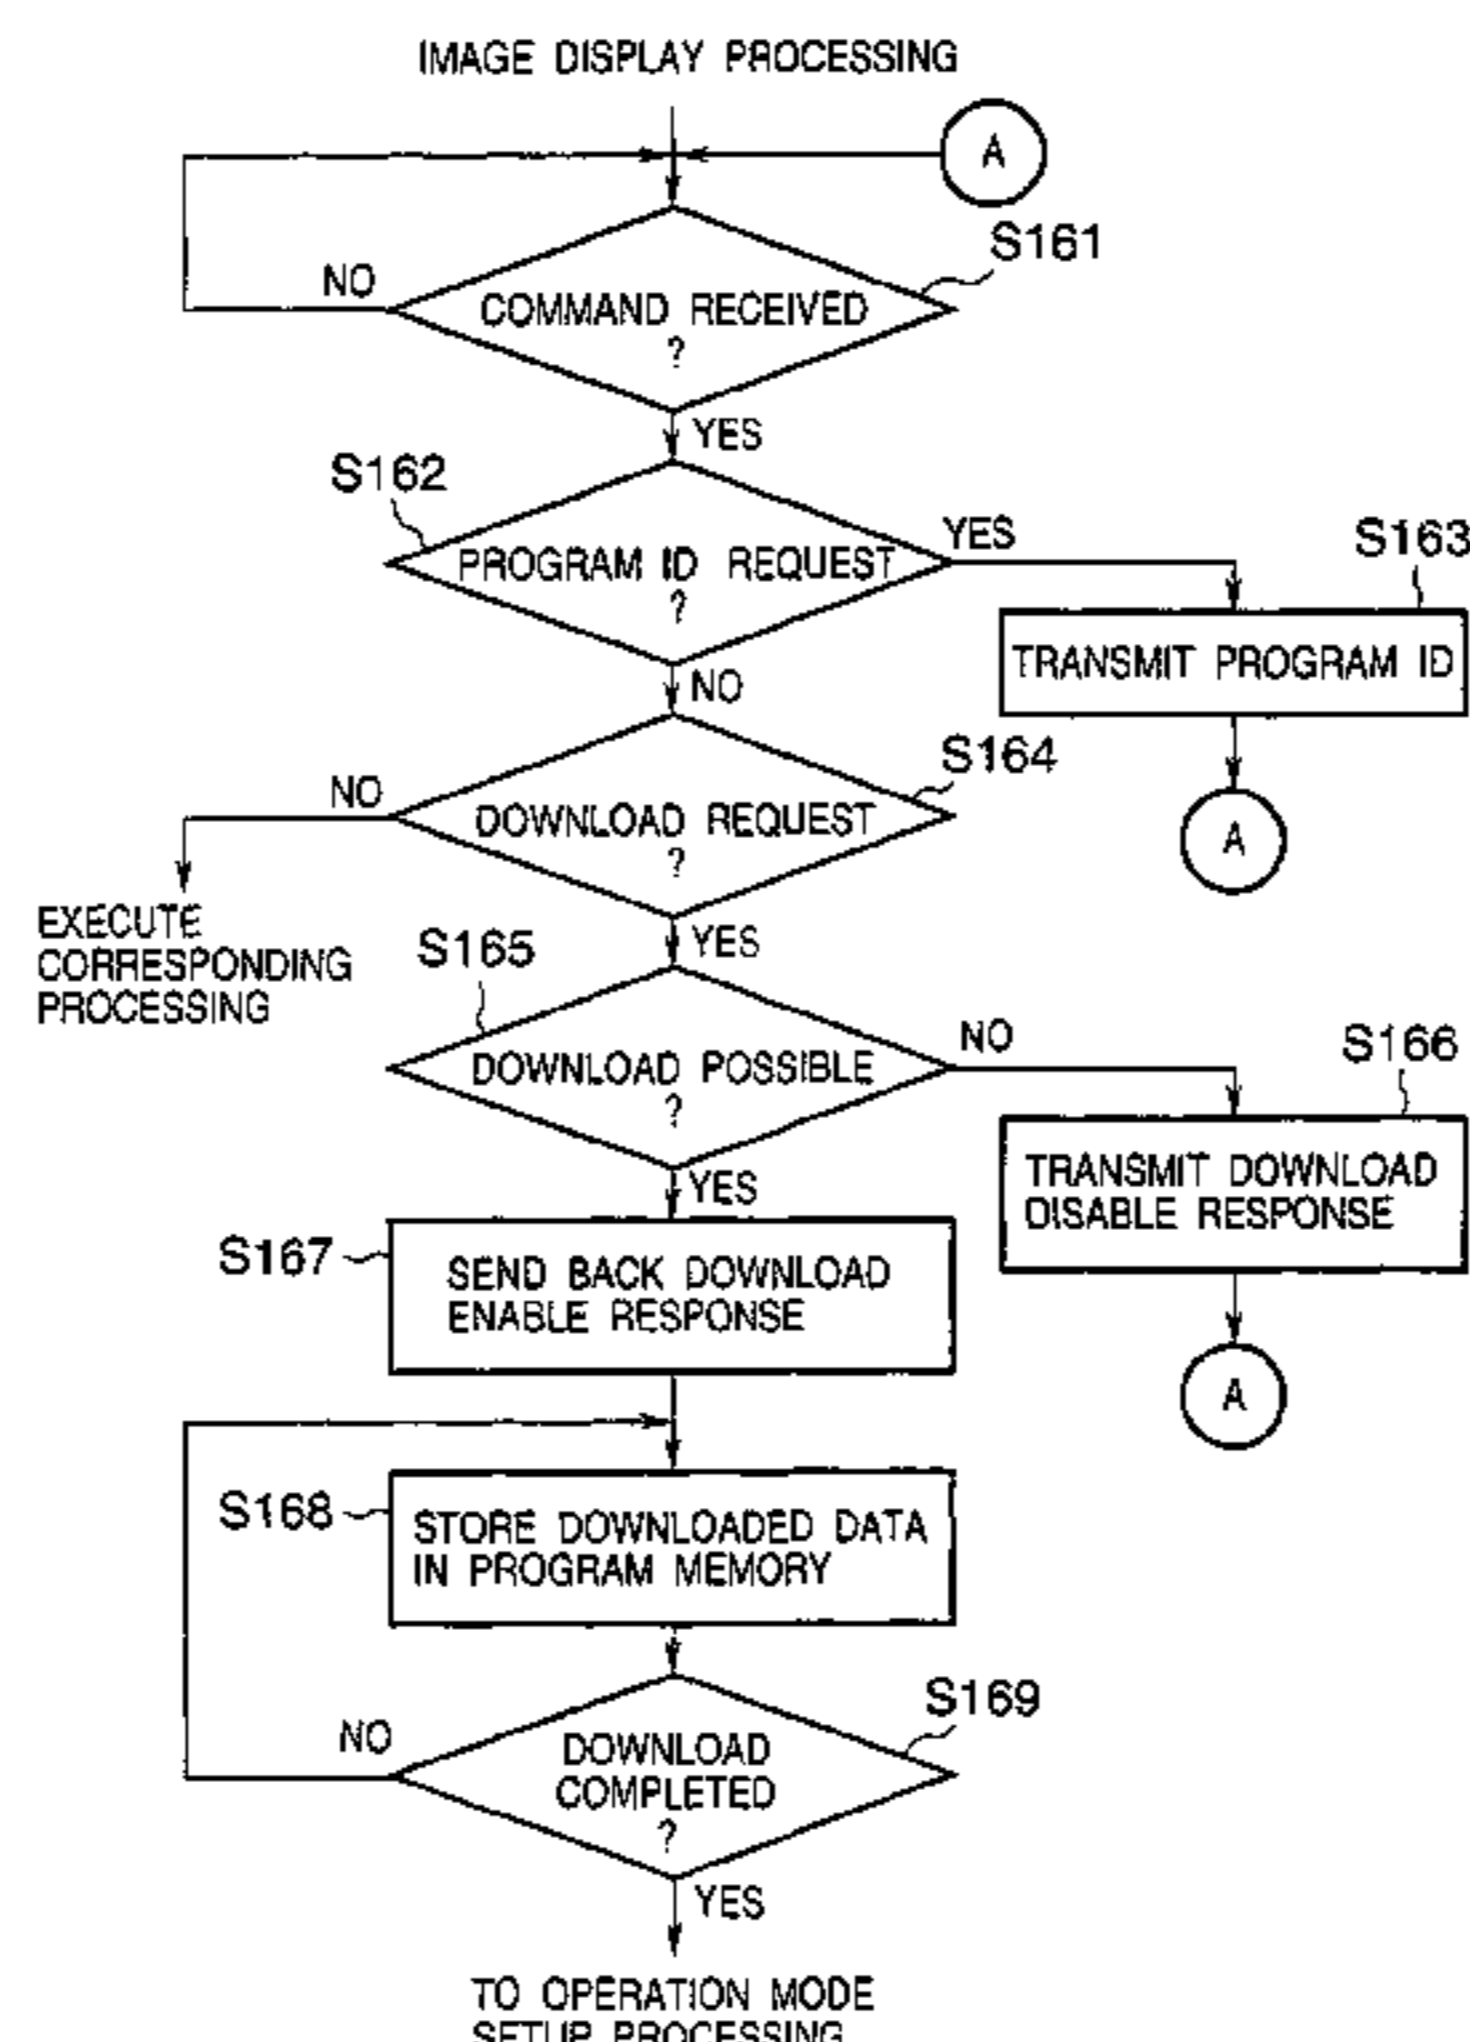 IMAGE DISPLAY PROCESSING
A
S161
NO
COMMAND RECEIVED
?
YES
S162
PROGRAM ID REQUEST
?
YES
S163
TRANSMIT PROGRAM ID
NO
A
S164
NO
DOWNLOAD REQUEST
?
EXECUTE
CORRESPONDING
PROCESSING
YES
S165
DOWNLOAD POSSIBLE
?
NO
S166
TRANSMIT DOWNLOAD
DISABLE RESPONSE
YES
A
S167
SEND BACK DOWNLOAD
ENABLE RESPONSE
S168
STORE DOWNLOADED DATA
IN PROGRAM MEMORY
S169
NO
DOWNLOAD
COMPLETED
?
YES
TO OPERATION MODE
SETUP PROCESSING